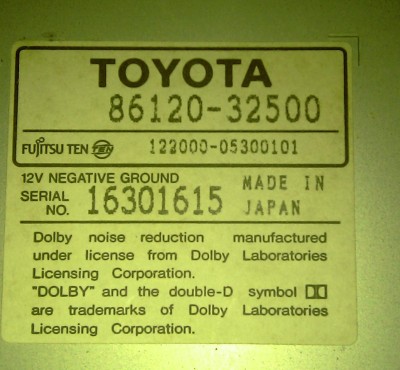 TOYOTA
86120-32500
FUJITSU TEN TEN 122000-05300101
12V NEGATIVE GROUND MADE IN
SERIAL NO. 16301615 JAPAN
Dolby noise reduction manufactured
under license from Dolby Laboratories
Licensing Corporation.
"DOLBY" and the double-D symbol
are trademarks of Dolby Laboratories
Licensing Corporation.